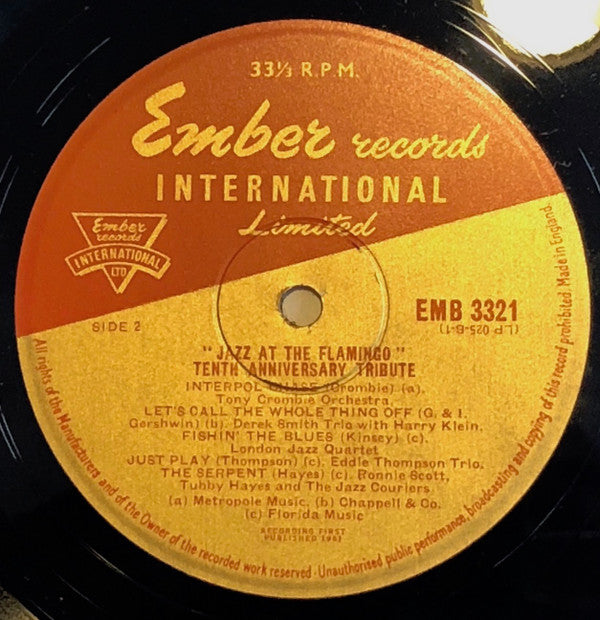 33⅓ R.P.M.
Ember records
INTERNATIONAL
Limited
Ember
records
INTERNATIONAL
LTD
SIDE 2
EMB 3321
(LP 025-B-1)
"JAZZ AT THE FLAMINGO"
TENTH ANNIVERSARY TRIBUTE
INTERPOL CHASE (Crombie) (a).
Tony Crombie Orchestra.
LET'S CALL THE WHOLE THING OFF (G. & I.
Gershwin) (b). Derek Smith Trio with Harry Klein.
FISHIN' THE BLUES (Kinsey) (c).
London Jazz Quartet
JUST PLAY (Thompson) (c). Eddie Thompson Trio.
THE SERPENT (Hayes) (c). Ronnie Scott,
Tubby Hayes and The Jazz Couriers
(a) Metropole Music. (b) Chappell & Co.
(c) Florida Music
RECORDING FIRST
PUBLISHED
All rights of the Manufacturers and of the Owner of the recorded work reserved · Unauthorised public performance, broadcasting and copying of this record prohibited. Made in England.